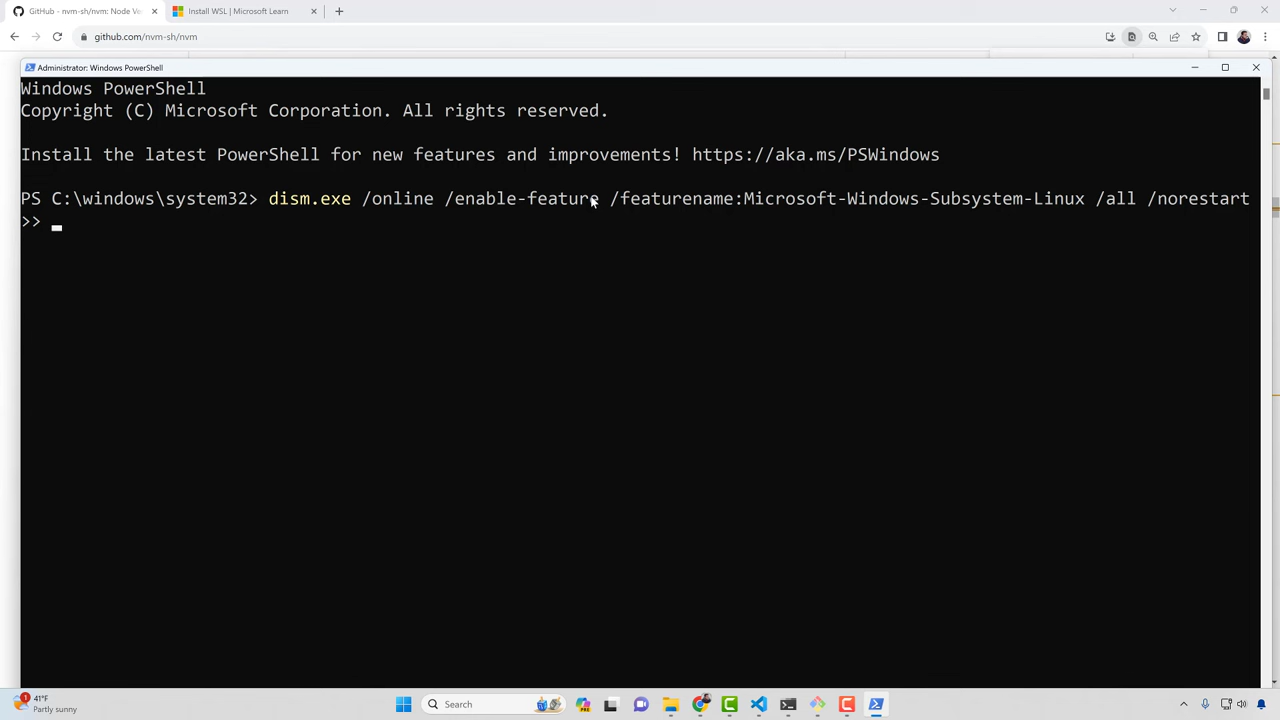 GitHub - nvm-sh/nvm: Node Ve
Install WSL | Microsoft Learn
github.com/nvm-sh/nvm
Administrator: Windows PowerShell
Windows PowerShell
Copyright (C) Microsoft Corporation. All rights reserved.
Install the latest PowerShell for new features and improvements! https://aka.ms/PSWindows
PS C:\windows\system32> dism.exe /online /enable-feature /featurename:Microsoft-Windows-Subsystem-Linux /all /norestart
>>
1
41°F
Partly sunny
Search
PRE